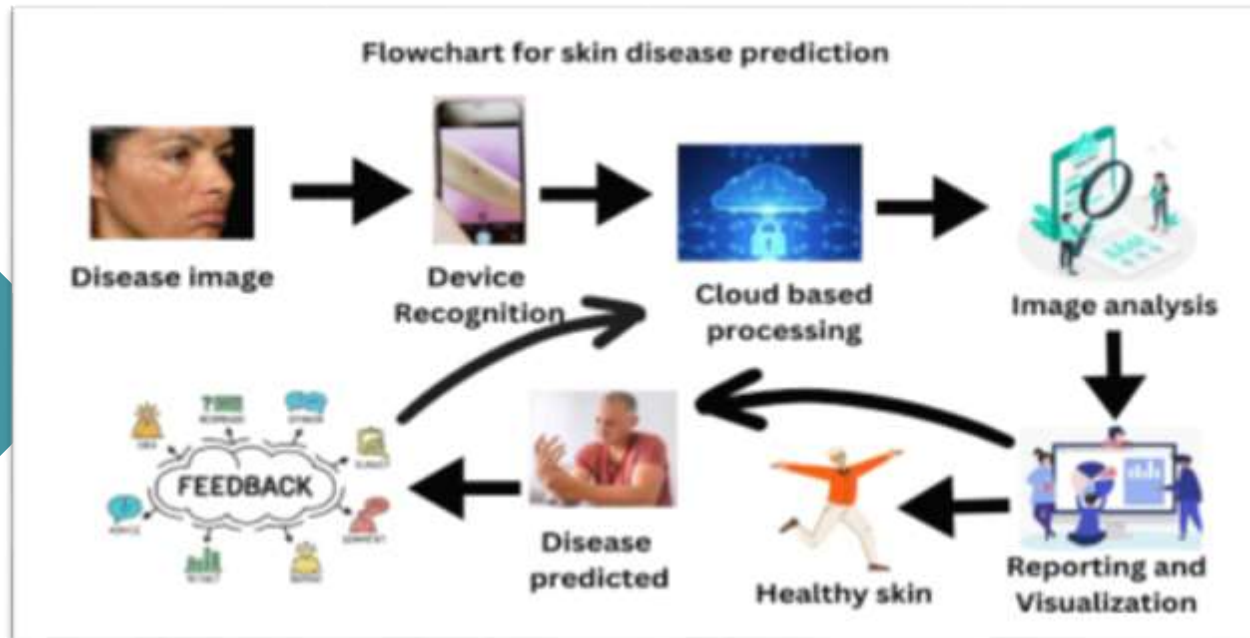 Flowchart for skin disease prediction
Disease image
Device
Recognition
Cloud based
processing
Image analysis
FEEDBACK
Disease
predicted
Healthy skin
Reporting and
Visualization